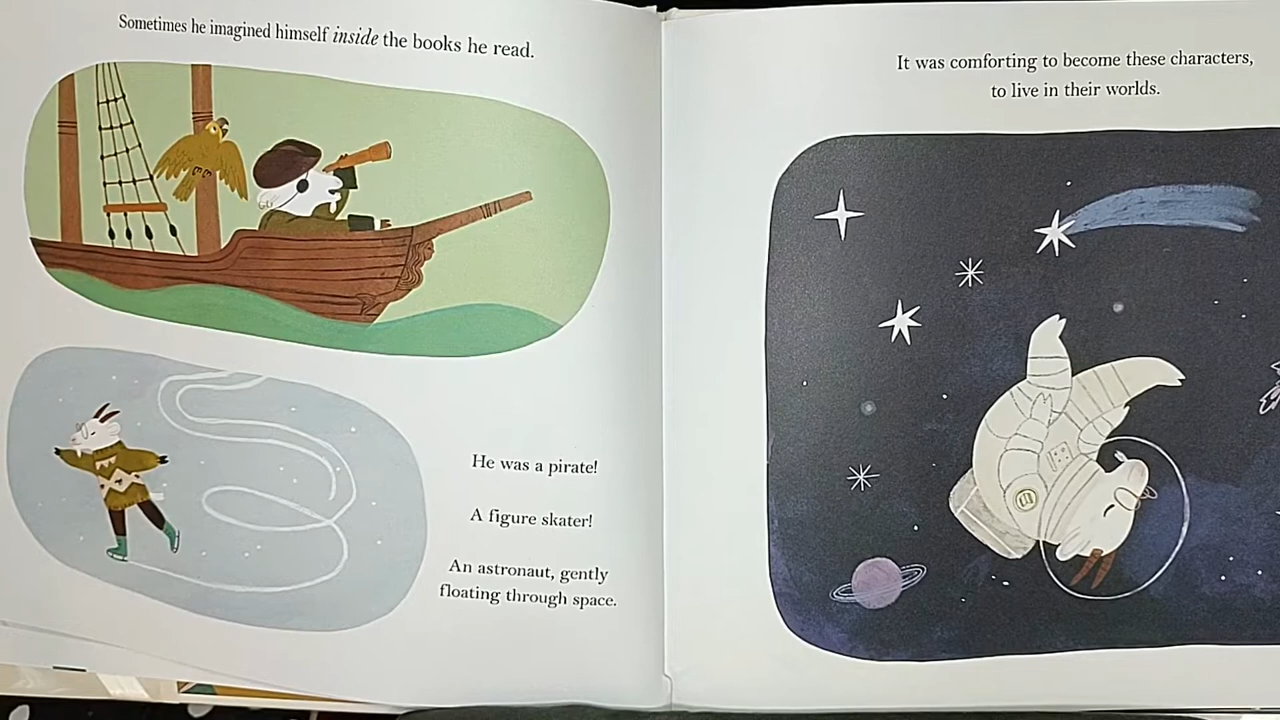 Sometimes he imagined himself inside the books he read.
He was a pirate!
A figure skater!
An astronaut, gently
floating through space.
It was comforting to become these characters,
to live in their worlds.